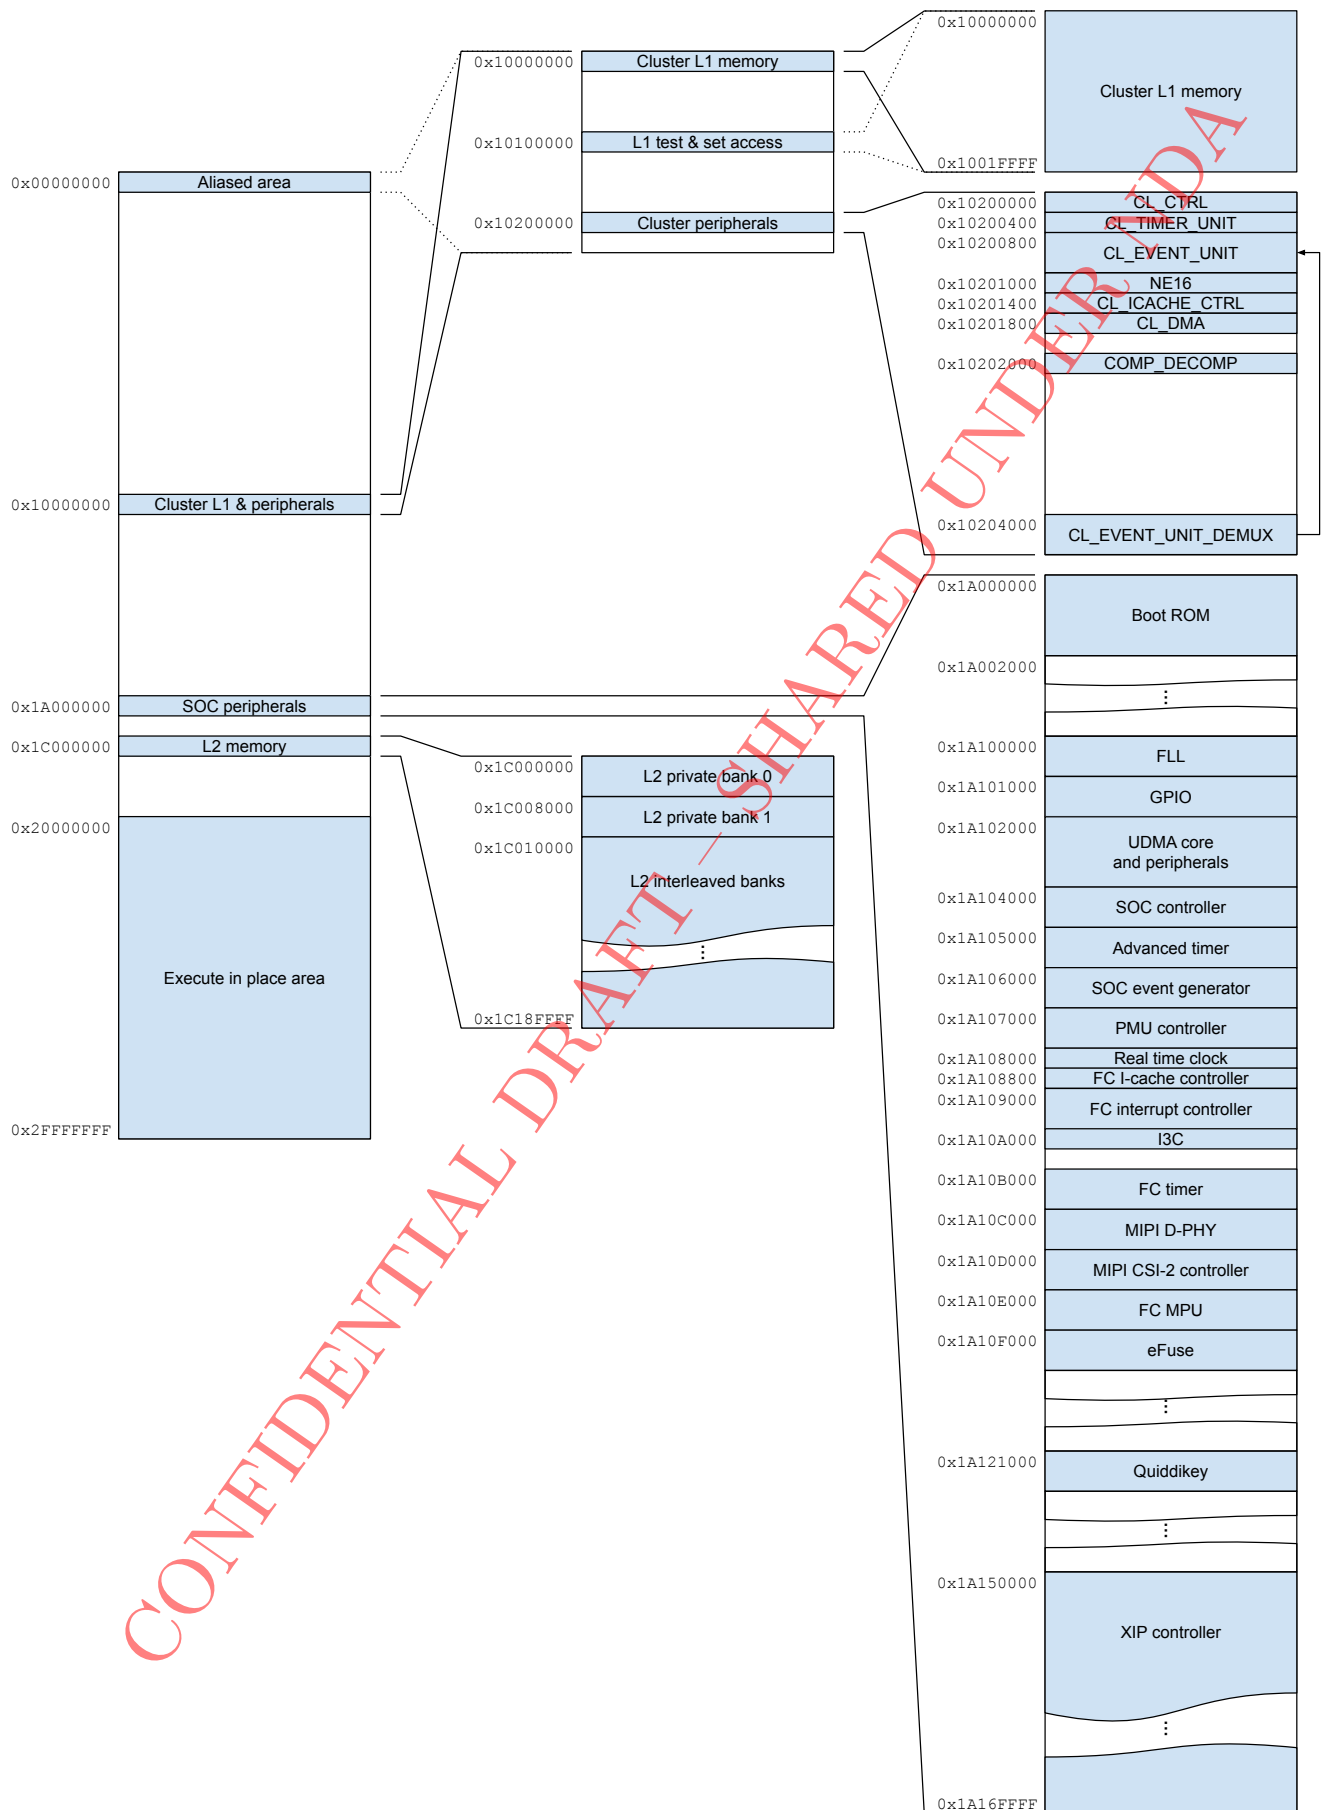 0x00000000
Aliased area
0x10000000
Cluster L1 & peripherals
0x1A000000
SOC peripherals
0x1C000000
L2 memory
0x20000000
Execute in place area
0x2FFFFFFF
0x10000000
Cluster L1 memory
0x10100000
L1 test & set access
0x10200000
Cluster peripherals
0x1C000000
L2 private bank 0
0x1C008000
L2 private bank 1
0x1C010000
L2 interleaved banks
⋮
0x1C18FFFF
0x10000000
Cluster L1 memory
0x1001FFFF
0x10200000
CL_CTRL
0x10200400
CL_TIMER_UNIT
0x10200800
CL_EVENT_UNIT
0x10201000
NE16
0x10201400
CL_ICACHE_CTRL
0x10201800
CL_DMA
0x10202000
COMP_DECOMP
0x10204000
CL_EVENT_UNIT_DEMUX
0x1A000000
Boot ROM
0x1A002000
⋮
0x1A100000
FLL
0x1A101000
GPIO
0x1A102000
UDMA core
and peripherals
0x1A104000
SOC controller
0x1A105000
Advanced timer
0x1A106000
SOC event generator
0x1A107000
PMU controller
0x1A108000
Real time clock
0x1A108800
FC I-cache controller
0x1A109000
FC interrupt controller
0x1A10A000
I3C
0x1A10B000
FC timer
0x1A10C000
MIPI D-PHY
0x1A10D000
MIPI CSI-2 controller
0x1A10E000
FC MPU
0x1A10F000
eFuse
⋮
0x1A121000
Quiddikey
⋮
0x1A150000
XIP controller
⋮
0x1A16FFFF
CONFIDENTIAL DRAFT – SHARED UNDER NDA